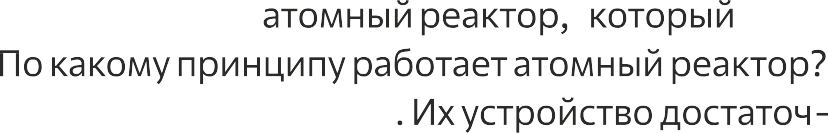 атомный реактор, который
По какому принципу работает атомный реактор?
. Их устройство достаточ-